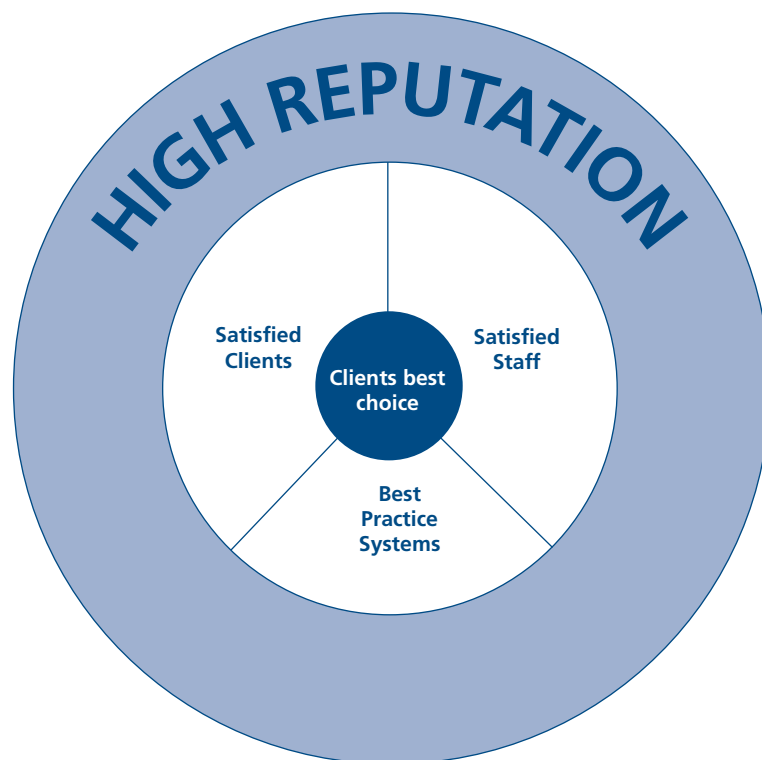 HIGH REPUTATION
Satisfied
Clients
Clients best
choice
Satisfied
Staff
Best
Practice
Systems